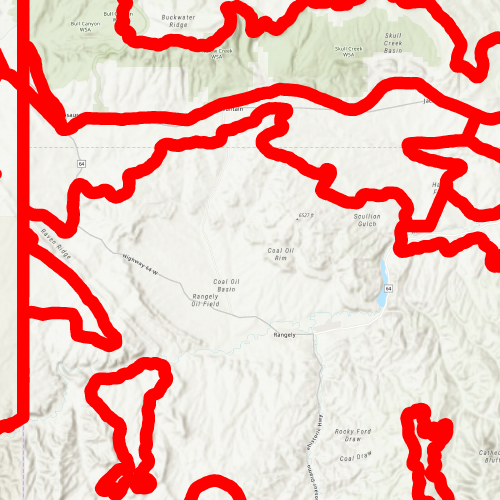 Buckwater
Ridge
Bull Canyon
WSA
Skull
Creek
Basin
Skull Creek
WSA
Creek
WSA
64
6527 ft
Scullion
Gulch
Raven Ridge
Highway 64 W
Coal Oil
Rim
Coal Oil
Basin
Rangely
Oil Field
64
Rangely
Rocky Ford
Draw
Coal Draw